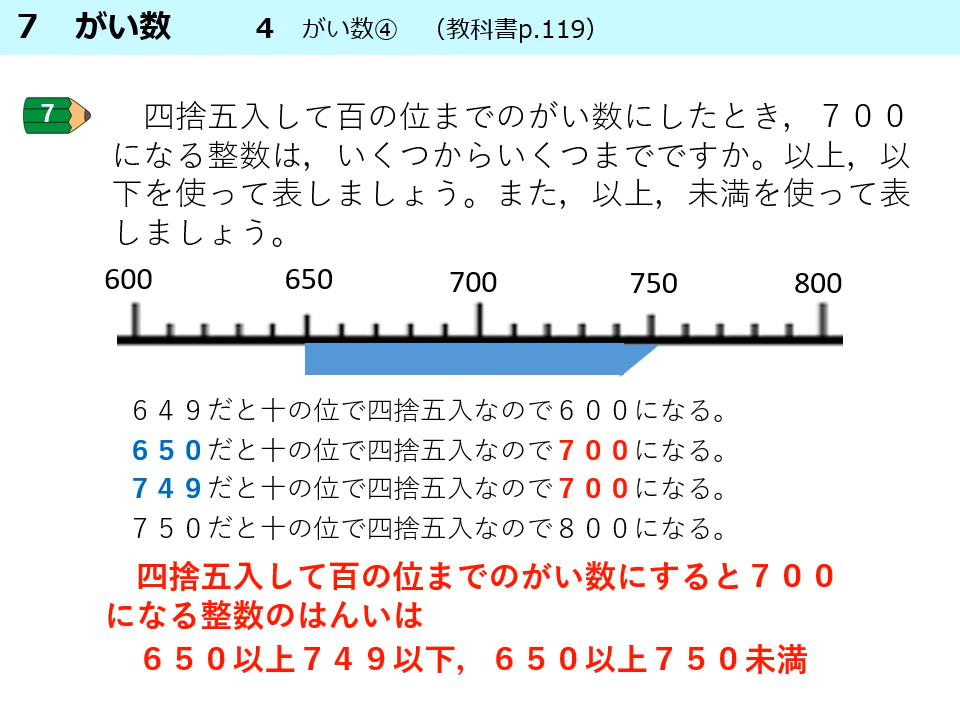 ７　がい数　　　４　がい数④　（教科書p.119）
7
四捨五入して百の位までのがい数にしたとき，７００
になる整数は，いくつからいくつまでですか。以上，以
下を使って表しましょう。また，以上，未満を使って表
しましょう。
600 650 700 750 800
６４９だと十の位で四捨五入なので６００になる。
６５０だと十の位で四捨五入なので７００になる。
７４９だと十の位で四捨五入なので７００になる。
７５０だと十の位で四捨五入なので８００になる。
四捨五入して百の位までのがい数にすると７００
になる整数のはんいは
６５０以上７４９以下，６５０以上７５０未満